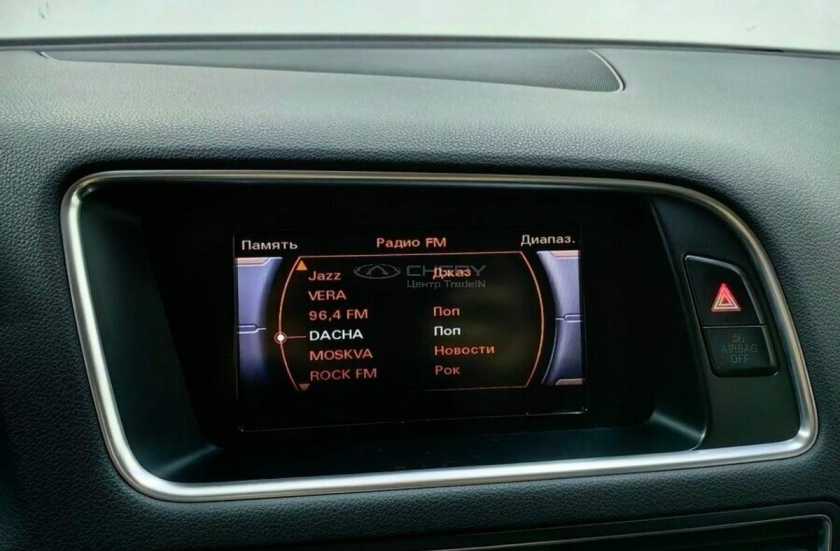 Память Радио FM Диапаз.
Jazz Джаз
CHERY
Центр TradeIN
VERA
96,4 FM Поп
DACHA Поп
MOSKVA Новости
ROCK FM Рок
AIRBAG
OFF